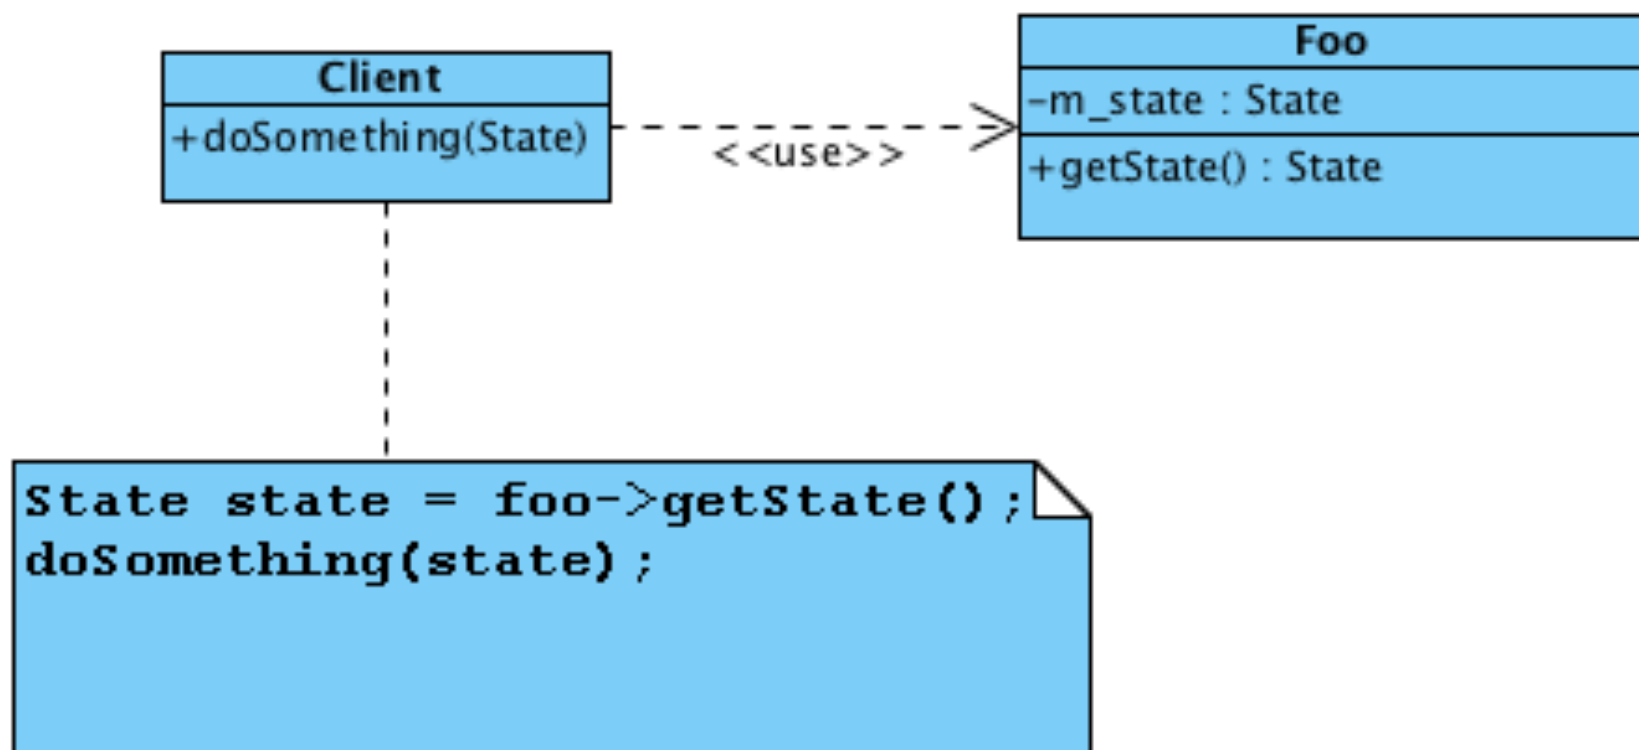 Client
+doSomething(State)
<<use>>
Foo
-m_state : State
+getState() : State
State state = foo->getState();
doSomething(state);